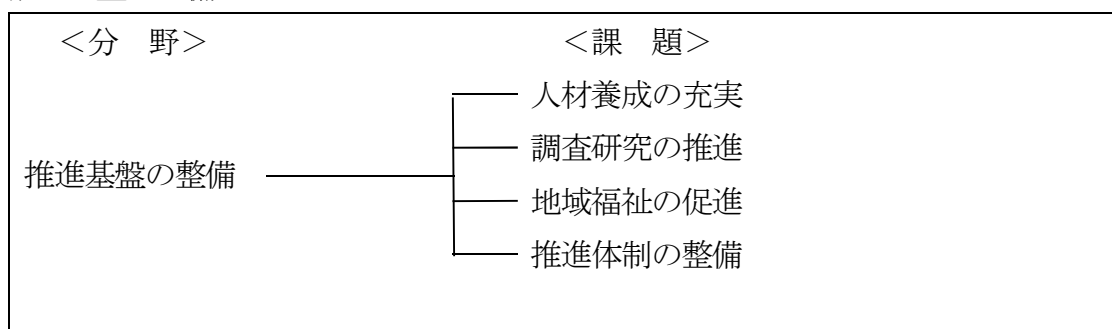 <分　野>　<課　題>
人材養成の充実
調査研究の推進
推進基盤の整備
地域福祉の促進
推進体制の整備